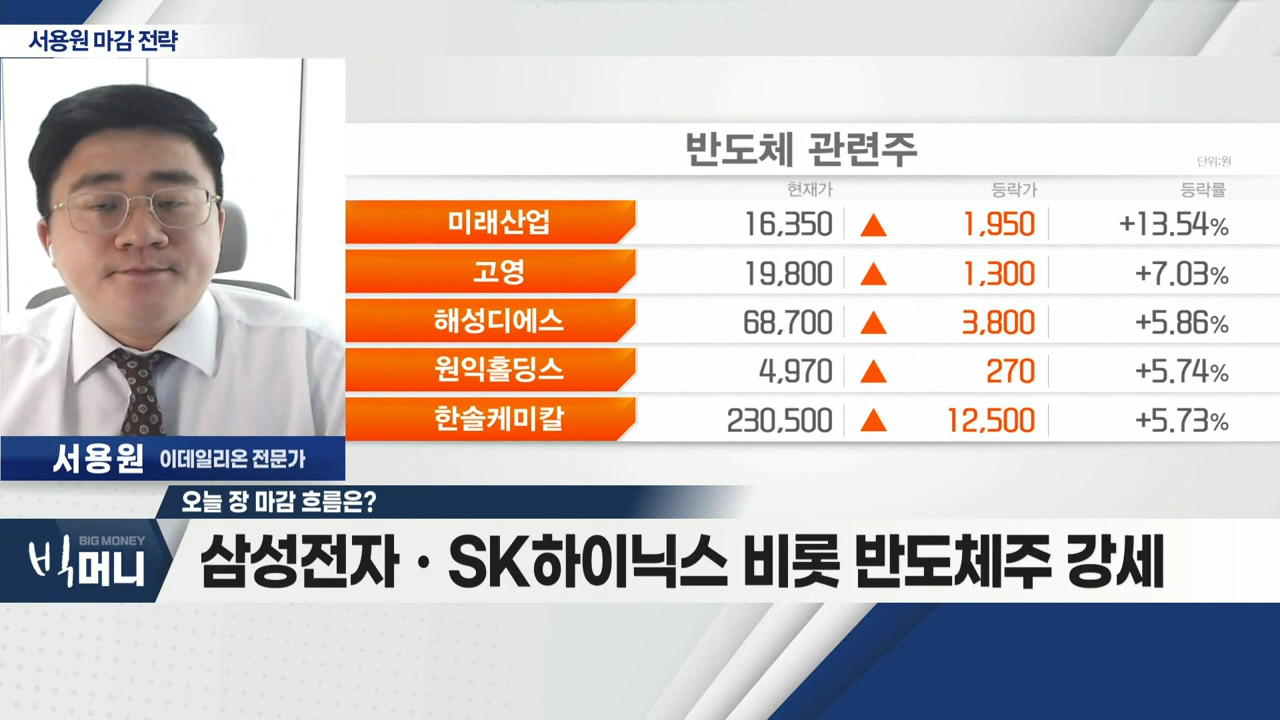 서용원 마감 전략
반도체 관련주
단위:원
현재가 등락가 등락률
미래산업 16,350 ▲ 1,950 +13.54%
고영 19,800 ▲ 1,300 +7.03%
해성디에스 68,700 ▲ 3,800 +5.86%
원익홀딩스 4,970 ▲ 270 +5.74%
한솔케미칼 230,500 ▲ 12,500 +5.73%
서용원 이데일리온 전문가
오늘 장 마감 흐름은?
BIG MONEY
빅머니
삼성전자·SK하이닉스 비롯 반도체주 강세